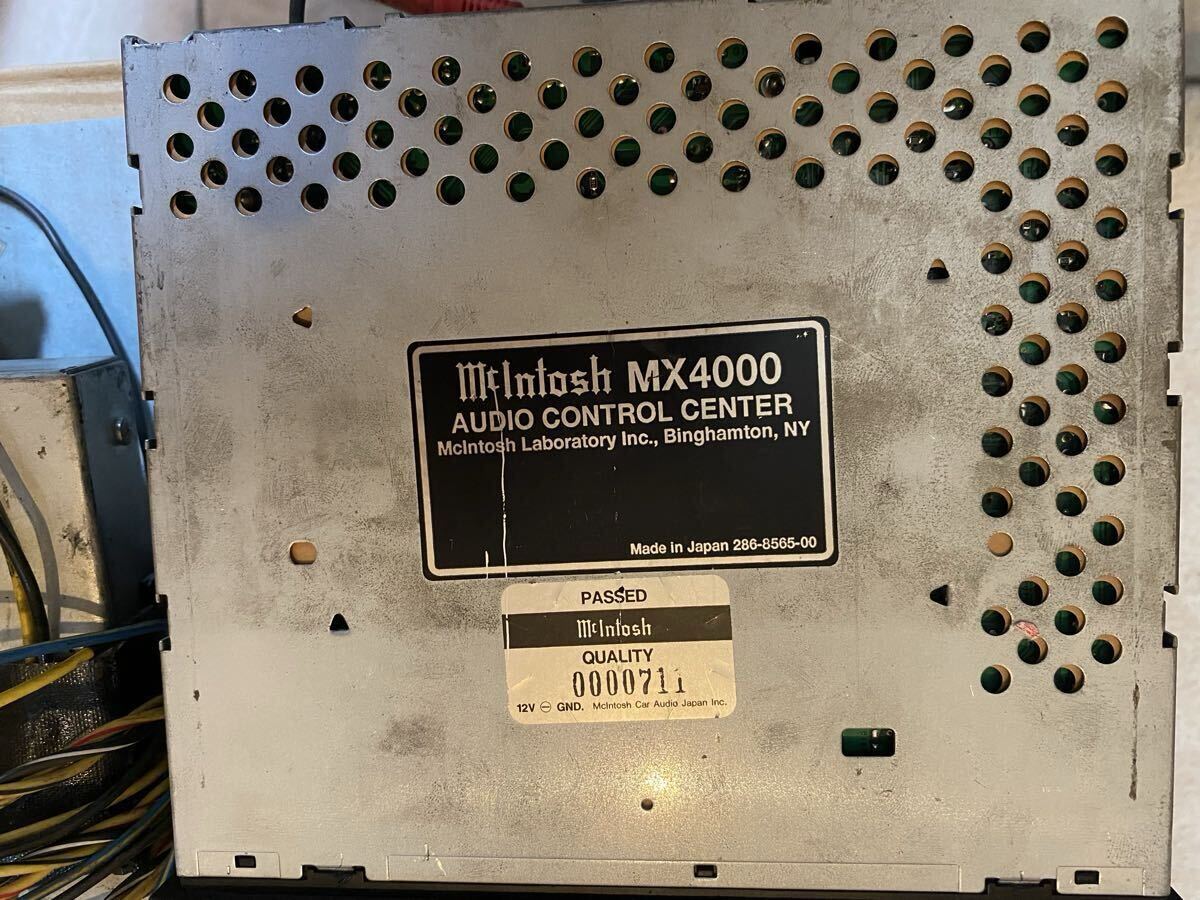 McIntosh MX4000
AUDIO CONTROL CENTER
McIntosh Laboratory Inc., Binghamton, NY
Made in Japan 286-8565-00
PASSED
McIntosh
QUALITY
0000711
12V ⊖ GND. McIntosh Car Audio Japan Inc.